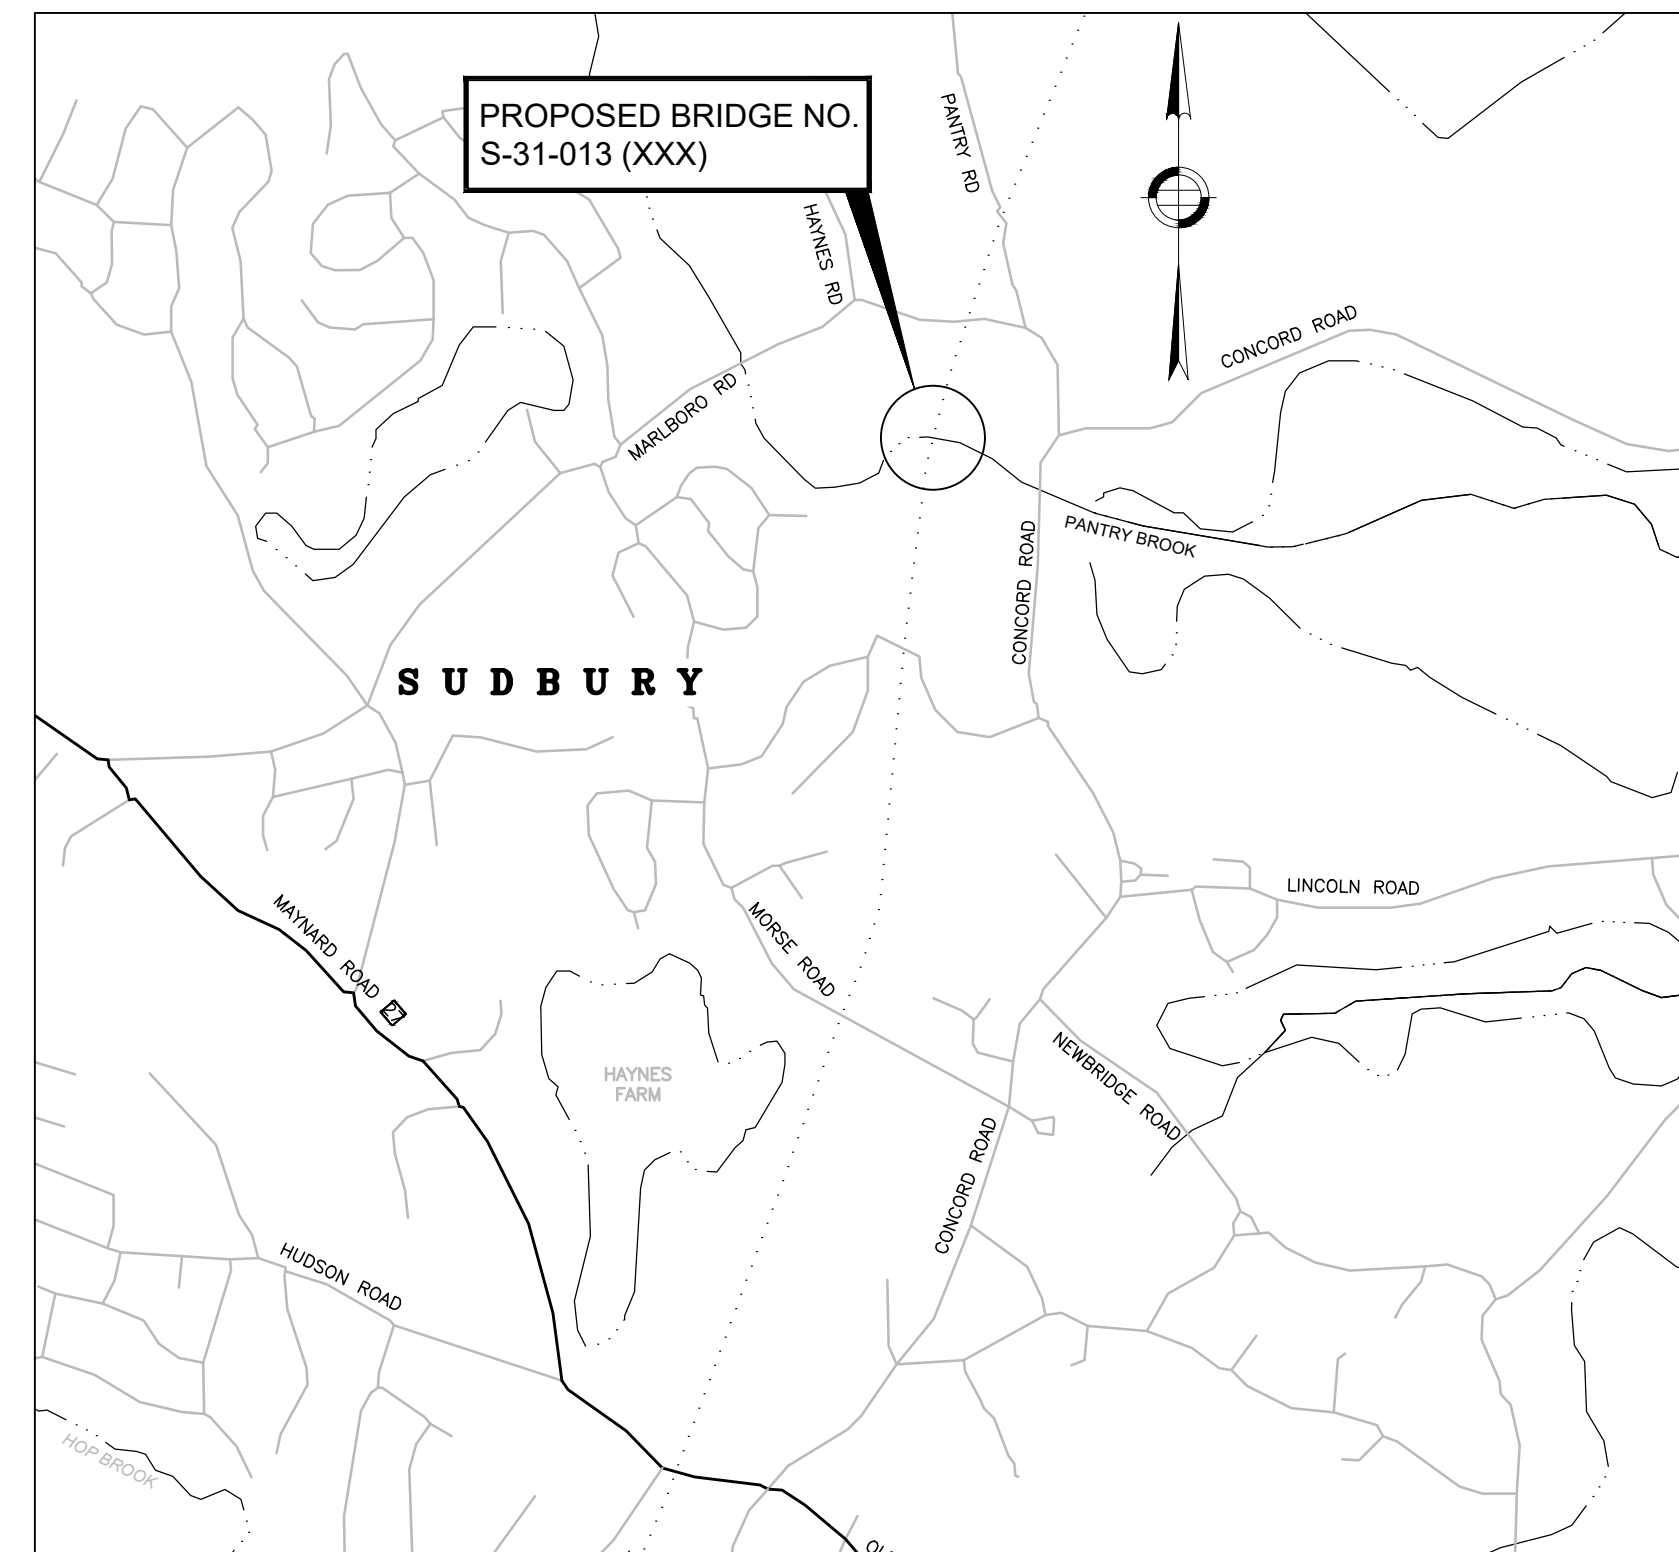 PROPOSED BRIDGE NO.
S-31-013 (XXX)
PANTRY RD
HAYNES RD
CONCORD ROAD
MARLBORO RD
PANTRY BROOK
CONCORD ROAD
SUDBURY
LINCOLN ROAD
MAYNARD ROAD 27
MORSE ROAD
HAYNES
FARM
NEWBRIDGE ROAD
CONCORD ROAD
HUDSON ROAD
HOP BROOK